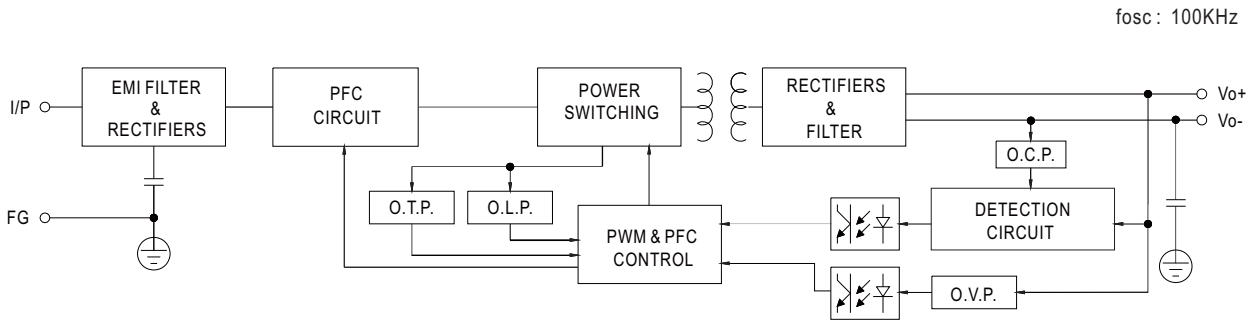 fosc : 100KHz
I/P
EMI FILTER
&
RECTIFIERS
PFC
CIRCUIT
POWER
SWITCHING
RECTIFIERS
&
FILTER
Vo+
Vo-
O.C.P.
FG
O.T.P.
O.L.P.
PWM & PFC
CONTROL
DETECTION
CIRCUIT
O.V.P.